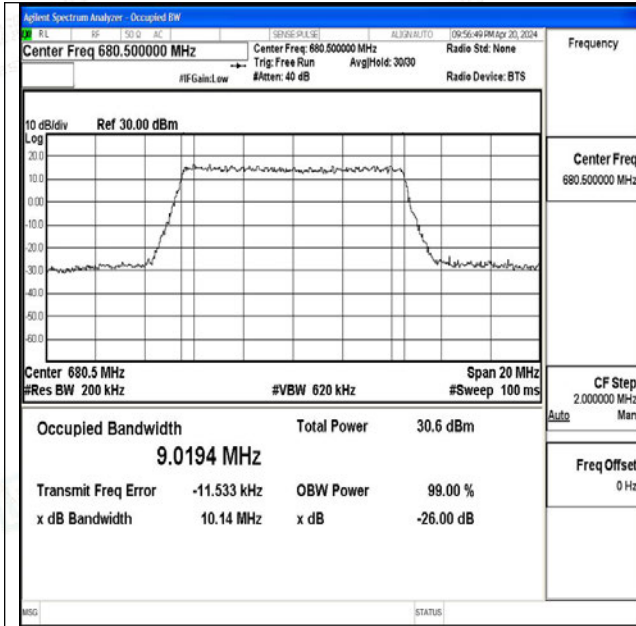 Agilent Spectrum Analyzer - Occupied BW
RL RF 50 Ω AC SENSE:PULSE ALIGN AUTO 09:56:49 PM Apr 20, 2024
Center Freq 680.500000 MHz
Center Freq: 680.500000 MHz
Radio Std: None
Trig: Free Run Avg|Hold: 30/30
#IFGain:Low #Atten: 40 dB
Radio Device: BTS
Frequency
10 dB/div Ref 30.00 dBm
Log
20.0
10.0
0.00
-10.0
-20.0
-30.0
-40.0
-50.0
-60.0
Center Freq
680.500000 MHz
Center 680.5 MHz Span 20 MHz
#Res BW 200 kHz #VBW 620 kHz #Sweep 100 ms
CF Step
2.000000 MHz
Auto Man
Occupied Bandwidth Total Power 30.6 dBm
9.0194 MHz
Transmit Freq Error -11.533 kHz OBW Power 99.00 %
x dB Bandwidth 10.14 MHz x dB -26.00 dB
Freq Offset
0 Hz
MSG STATUS